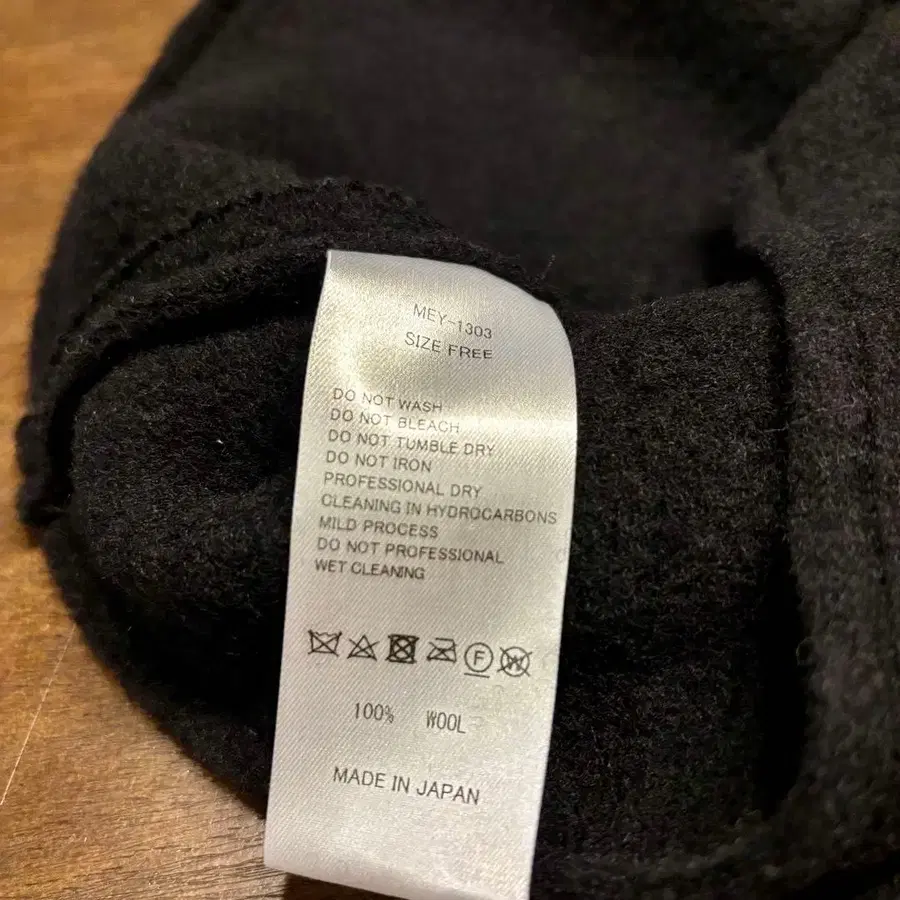 MEY-1303
SIZE FREE
DO NOT WASH
DO NOT BLEACH
DO NOT TUMBLE DRY
DO NOT IRON
PROFESSIONAL DRY
CLEANING IN HYDROCARBONS
MILD PROCESS
DO NOT PROFESSIONAL
WET CLEANING
F W
100% WOOL
MADE IN JAPAN